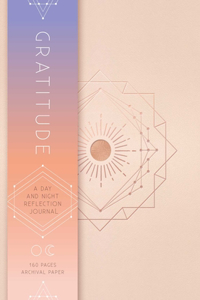 GRATITUDE
A DAY
AND NIGHT
REFLECTION
JOURNAL
160 PAGES
ARCHIVAL PAPER